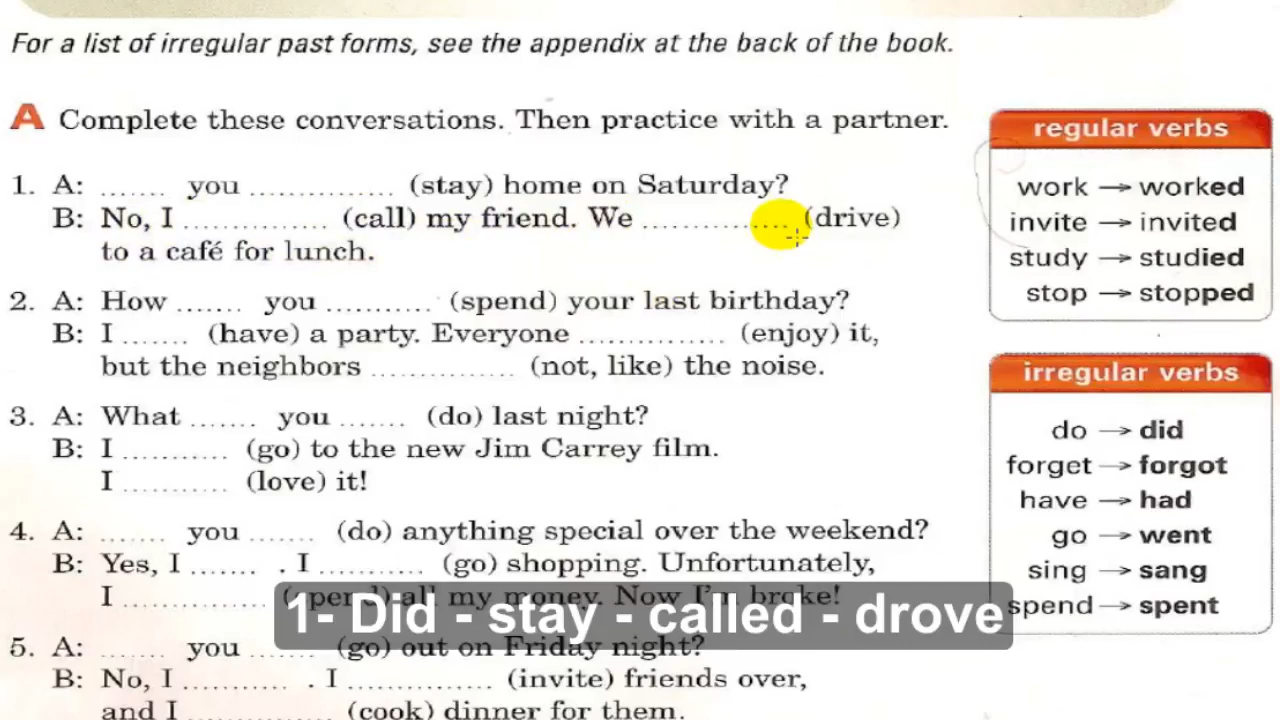 For a list of irregular past forms, see the appendix at the back of the book.
A Complete these conversations. Then practice with a partner.
1. A: ....... you ............... (stay) home on Saturday?
B: No, I ............... (call) my friend. We ............... (drive)
to a café for lunch.
2. A: How ....... you ........... (spend) your last birthday?
B: I ....... (have) a party. Everyone ............... (enjoy) it,
but the neighbors ............... (not, like) the noise.
3. A: What ....... you ....... (do) last night?
B: I ........... (go) to the new Jim Carrey film.
I ........... (love) it!
4. A: ....... you ....... (do) anything special over the weekend?
B: Yes, I ....... . I ........... (go) shopping. Unfortunately,
I ............... (spend) all my money. Now I'm broke!
5. A: ....... you ....... (go) out on Friday night?
B: No, I ........... . I ............... (invite) friends over,
and I ............... (cook) dinner for them.
regular verbs
work → worked
invite → invited
study → studied
stop → stopped
irregular verbs
do → did
forget → forgot
have → had
go → went
sing → sang
spend → spent
1- Did - stay - called - drove